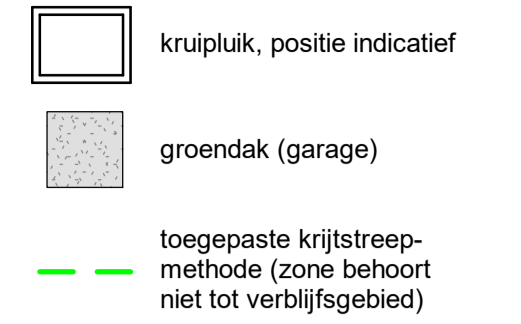 kruipluik, positie indicatief
groendak (garage)
toegepaste krijtstreep-
methode (zone behoort
niet tot verblijfsgebied)